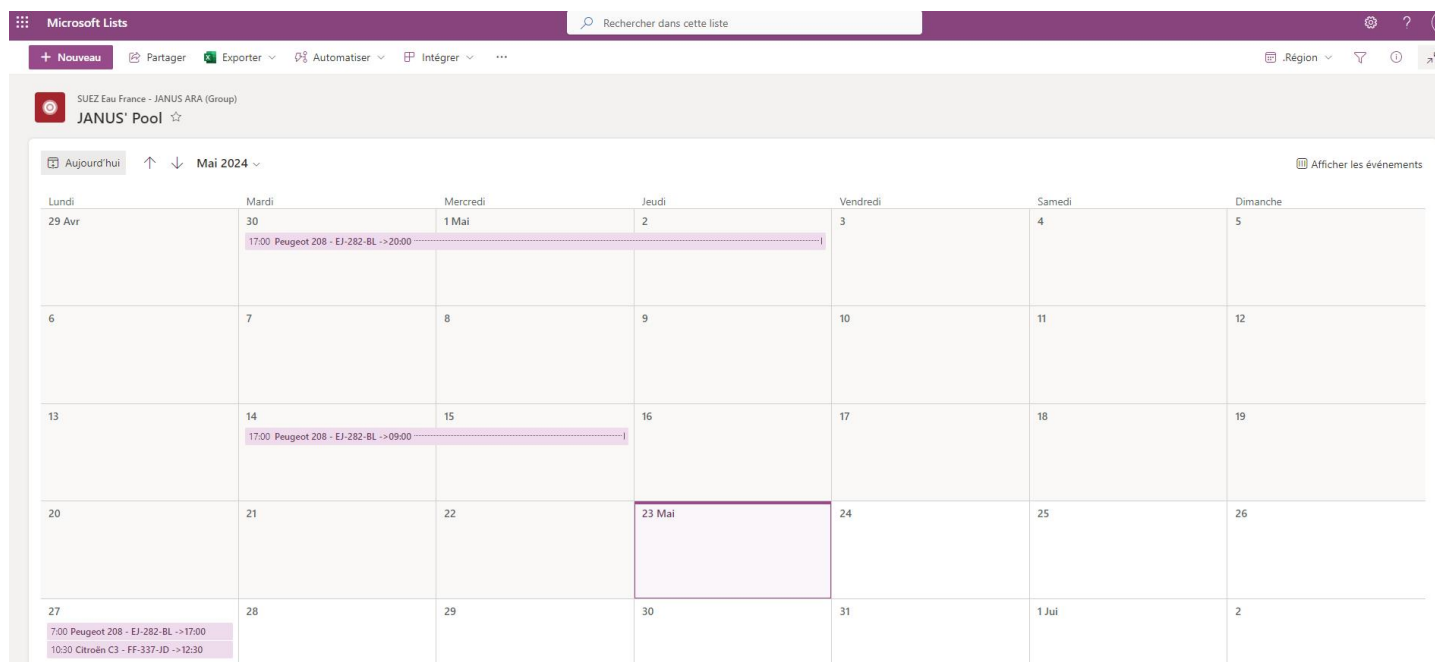 Microsoft Lists
Rechercher dans cette liste
?
+ Nouveau Partager Exporter Automatiser Intégrer ...
.Région
SUEZ Eau France - JANUS ARA (Group)
JANUS' Pool
Aujourd'hui Mai 2024
Afficher les événements
Lundi Mardi Mercredi Jeudi Vendredi Samedi Dimanche
29 Avr 30 1 Mai 2 3 4 5
17:00 Peugeot 208 - EJ-282-BL ->20:00
6 7 8 9 10 11 12
13 14 15 16 17 18 19
17:00 Peugeot 208 - EJ-282-BL ->09:00
20 21 22 23 Mai 24 25 26
27 28 29 30 31 1 Jui 2
7:00 Peugeot 208 - EJ-282-BL ->17:00
10:30 Citroën C3 - FF-337-JD ->12:30